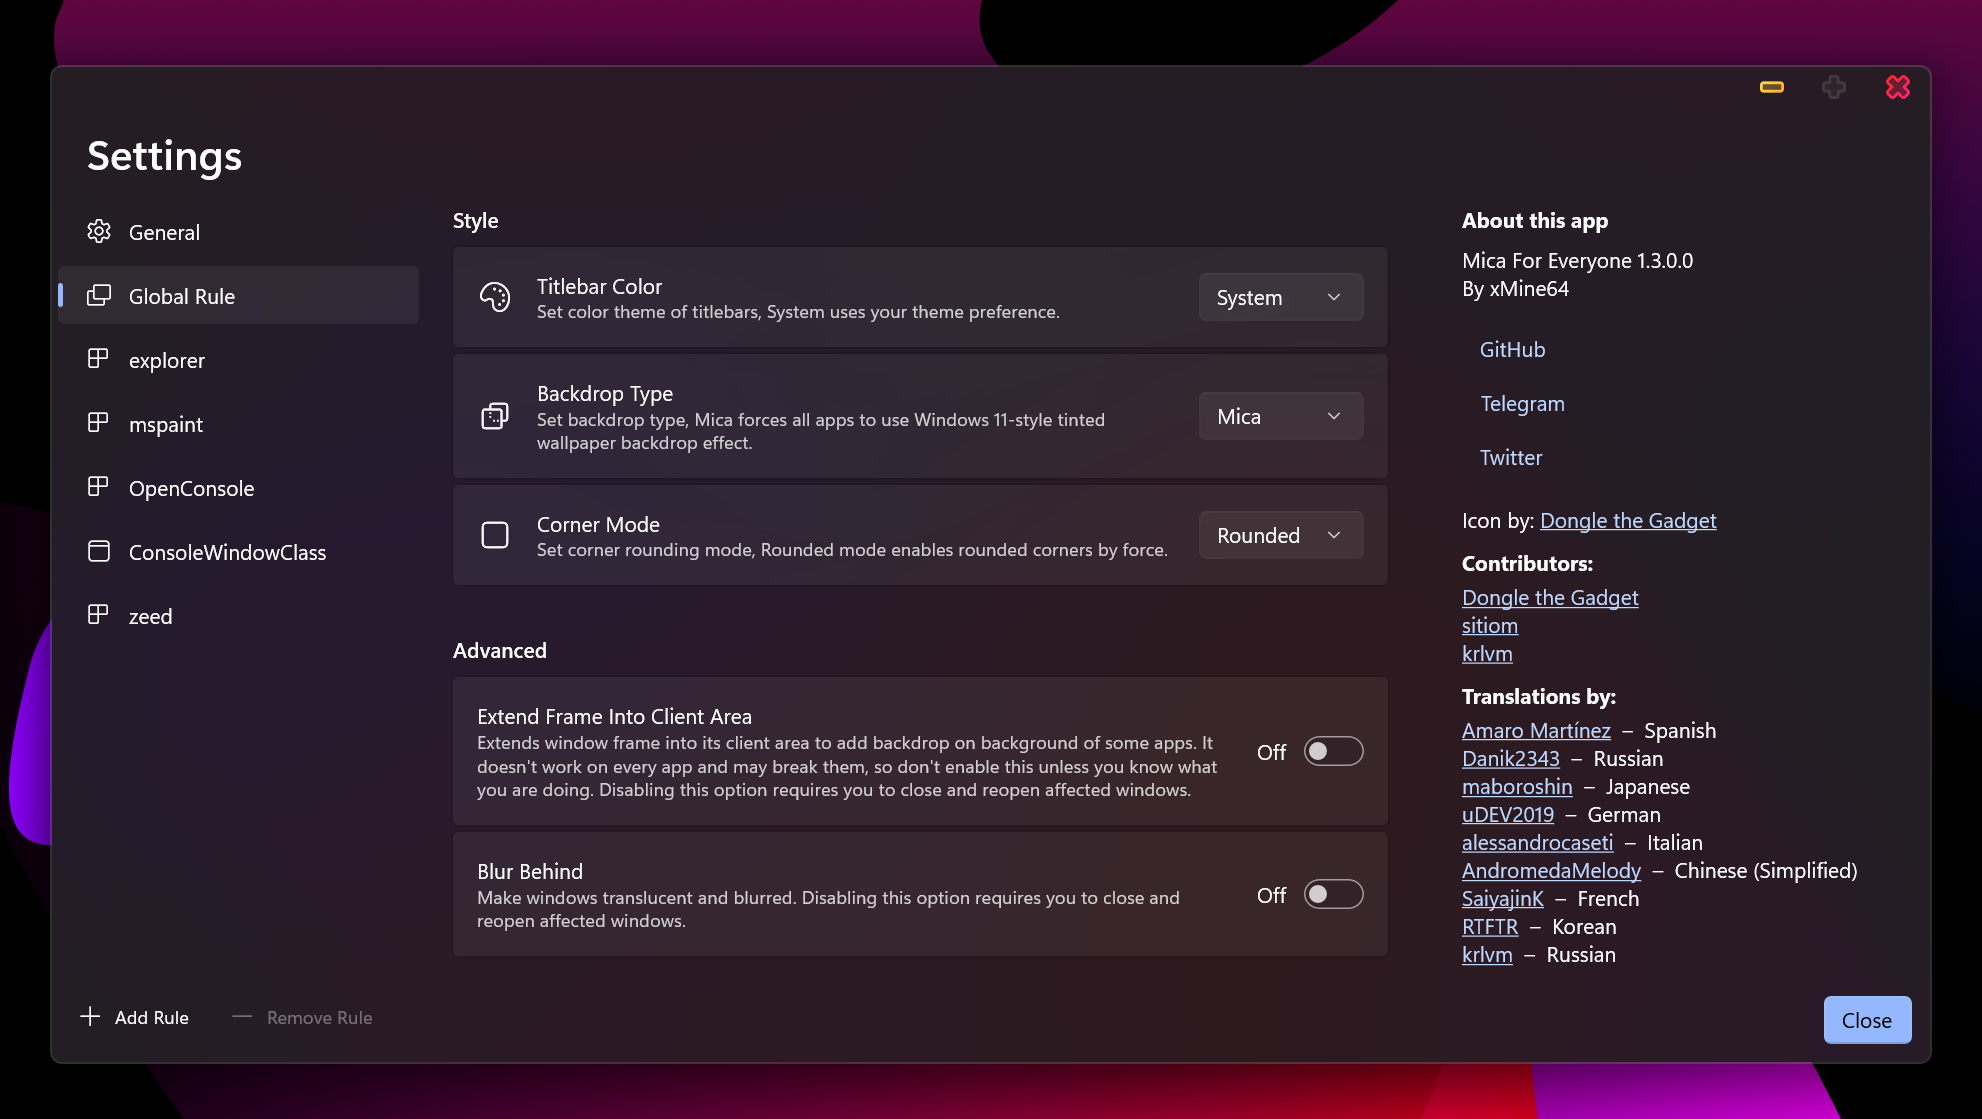 Settings
General
Global Rule
explorer
mspaint
OpenConsole
ConsoleWindowClass
zeed
Add Rule
Remove Rule
Style
Titlebar Color
Set color theme of titlebars, System uses your theme preference.
System
Backdrop Type
Set backdrop type, Mica forces all apps to use Windows 11-style tinted
wallpaper backdrop effect.
Mica
Corner Mode
Set corner rounding mode, Rounded mode enables rounded corners by force.
Rounded
Advanced
Extend Frame Into Client Area
Extends window frame into its client area to add backdrop on background of some apps. It
doesn't work on every app and may break them, so don't enable this unless you know what
you are doing. Disabling this option requires you to close and reopen affected windows.
Off
Blur Behind
Make windows translucent and blurred. Disabling this option requires you to close and
reopen affected windows.
Off
About this app
Mica For Everyone 1.3.0.0
By xMine64
GitHub
Telegram
Twitter
Icon by: Dongle the Gadget
Contributors:
Dongle the Gadget
sitiom
krlvm
Translations by:
Amaro Martínez – Spanish
Danik2343 – Russian
maboroshin – Japanese
uDEV2019 – German
alessandrocaseti – Italian
AndromedaMelody – Chinese (Simplified)
SaiyajinK – French
RTFTR – Korean
krlvm – Russian
Close